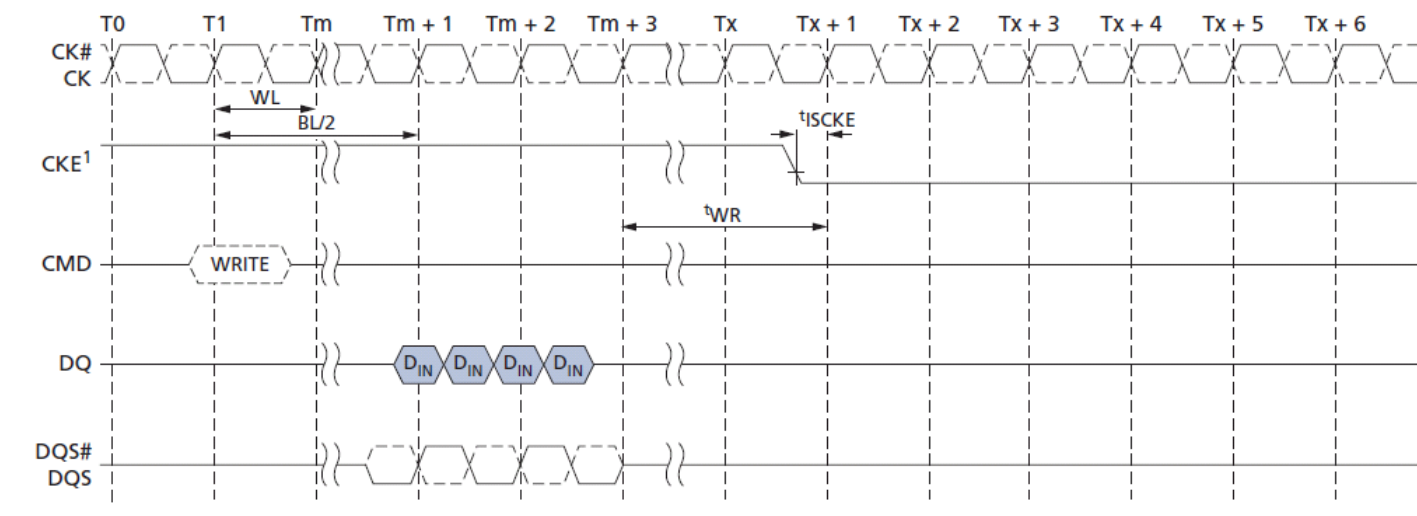 T0 T1 Tm Tm + 1 Tm + 2 Tm + 3 Tx Tx + 1 Tx + 2 Tx + 3 Tx + 4 Tx + 5 Tx + 6
CK#
CK
WL
BL/2
tISCKE
CKE1
tWR
CMD WRITE
DQ DIN DIN DIN DIN
DQS#
DQS